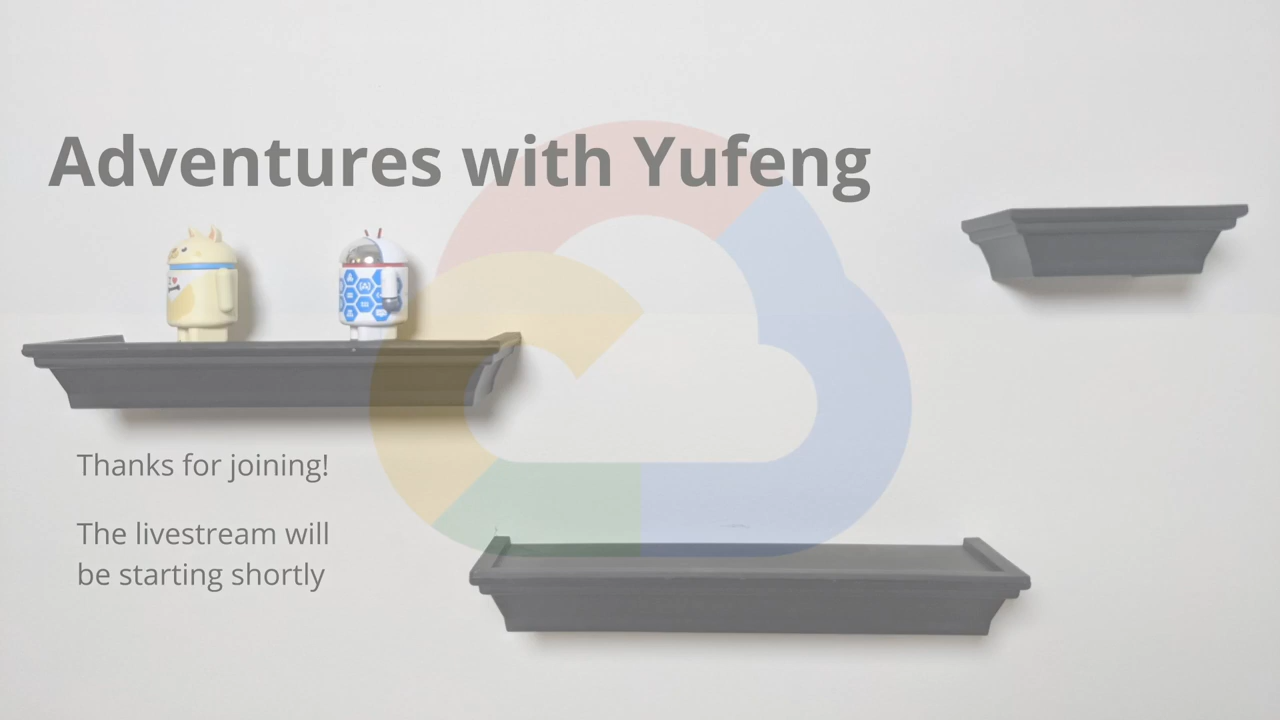 Adventures with Yufeng
Thanks for joining!
The livestream will
be starting shortly